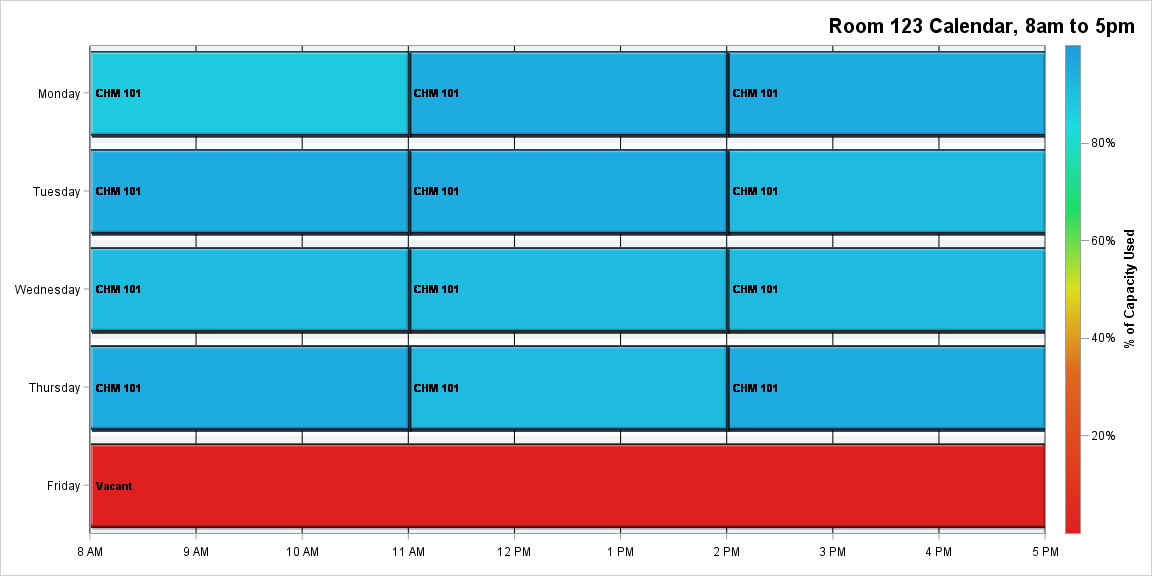 Room 123 Calendar, 8am to 5pm
Monday
CHM 101
CHM 101
CHM 101
Tuesday
CHM 101
CHM 101
CHM 101
Wednesday
CHM 101
CHM 101
CHM 101
Thursday
CHM 101
CHM 101
CHM 101
Friday
Vacant
8 AM
9 AM
10 AM
11 AM
12 PM
1 PM
2 PM
3 PM
4 PM
5 PM
80%
60%
40%
20%
% of Capacity Used